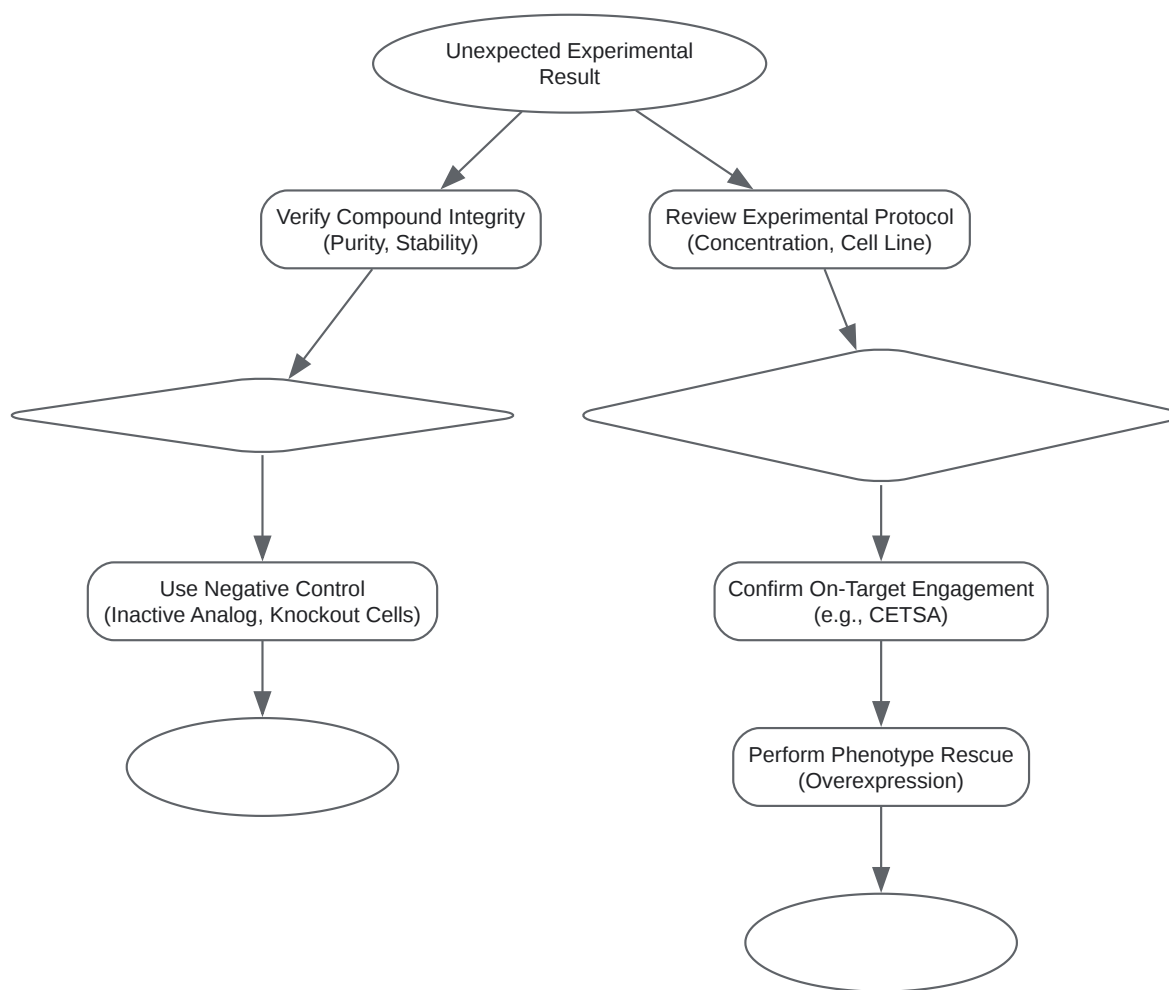 Unexpected Experimental
Result
Verify Compound Integrity
(Purity, Stability)
Review Experimental Protocol
(Concentration, Cell Line)
Use Negative Control
(Inactive Analog, Knockout Cells)
Confirm On-Target Engagement
(e.g., CETSA)
Perform Phenotype Rescue
(Overexpression)